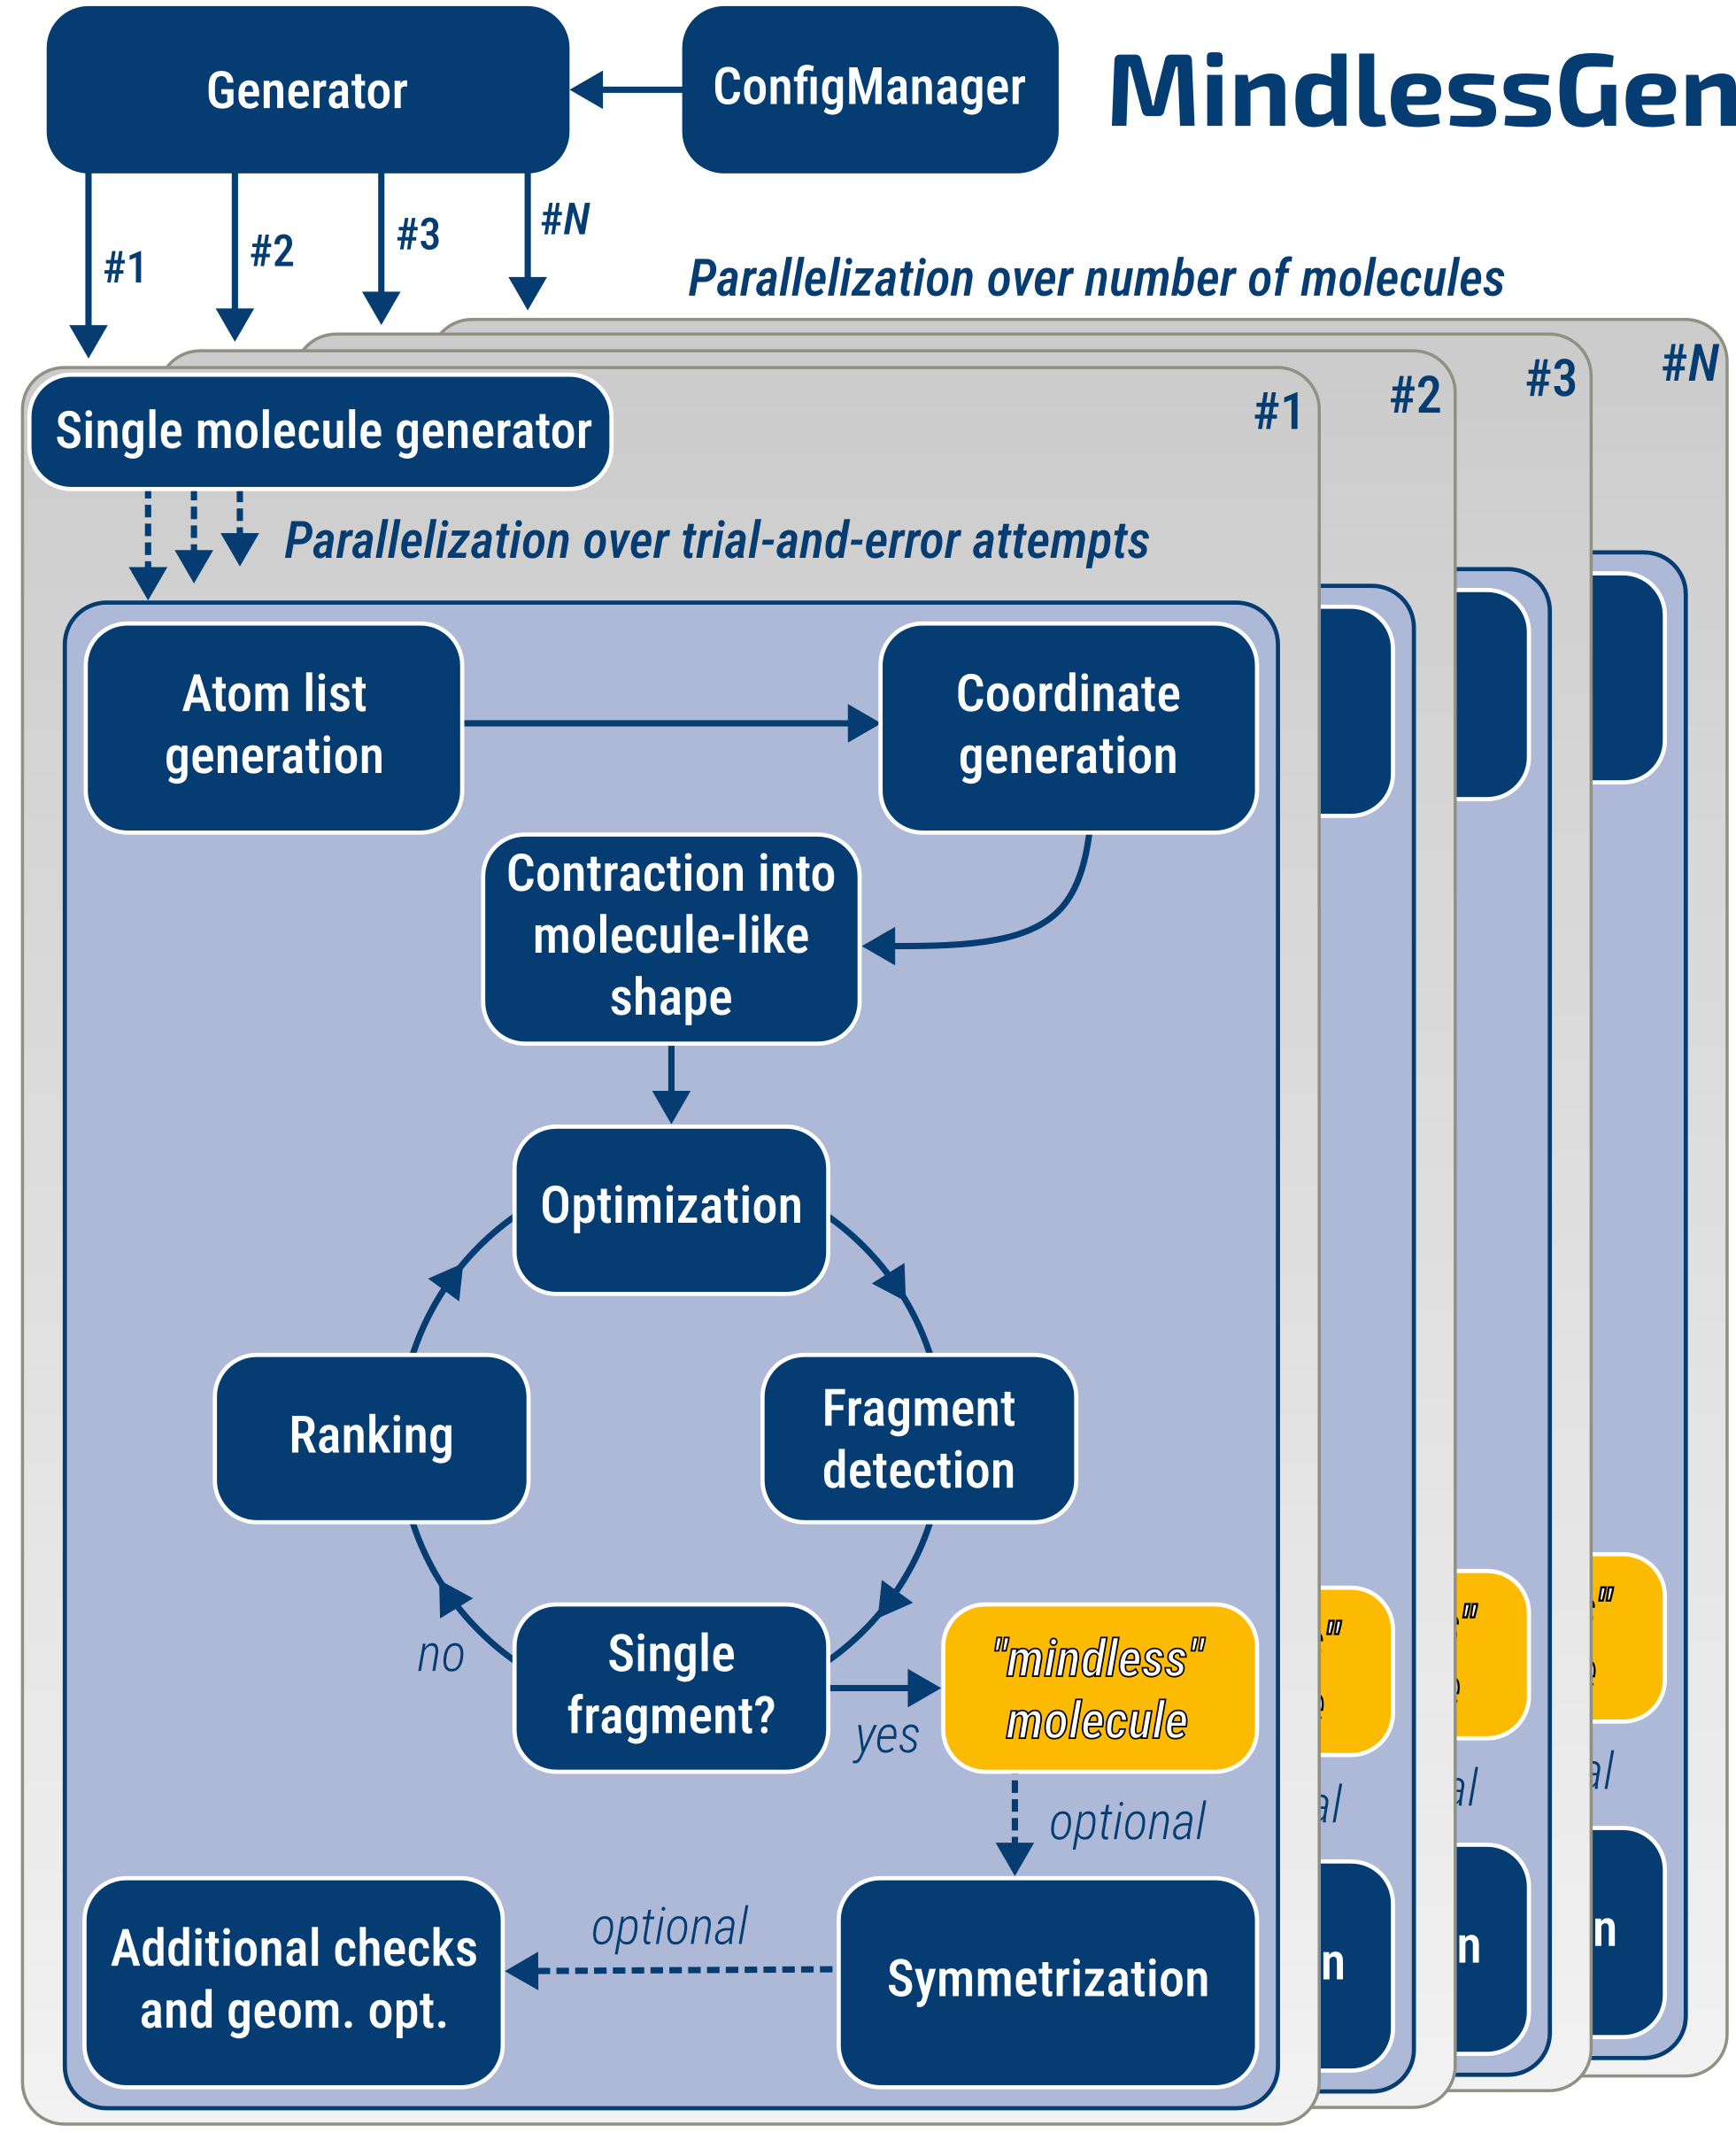 Generator
ConfigManager
MindlessGen
#1
#2
#3
#N
Parallelization over number of molecules
#1
#2
#3
#N
Single molecule generator
Parallelization over trial-and-error attempts
Atom list
generation
Coordinate
generation
Contraction into
molecule-like
shape
Optimization
Ranking
Fragment
detection
no
Single
fragment?
yes
"mindless"
molecule
optional
optional
Additional checks
and geom. opt.
Symmetrization